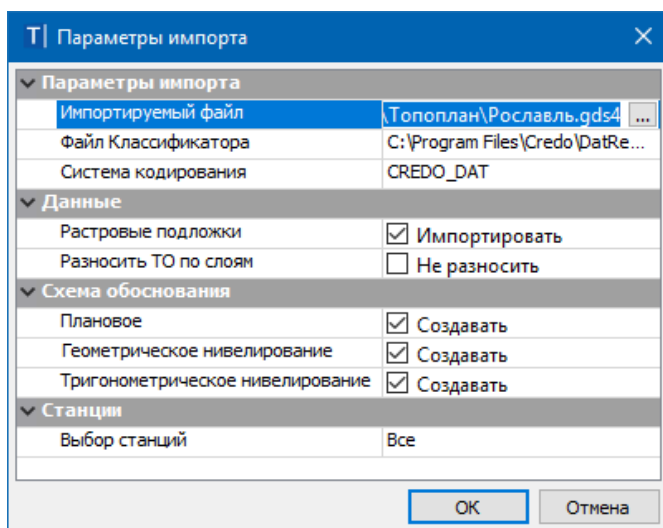 T| Параметры импорта
Параметры импорта
Импортируемый файл \Топоплан\Рославль.gds4 ...
Файл Классификатора C:\Program Files\Credo\DatRe...
Система кодирования CREDO_DAT
Данные
Растровые подложки Импортировать
Разносить ТО по слоям Не разносить
Схема обоснования
Плановое Создавать
Геометрическое нивелирование Создавать
Тригонометрическое нивелирование Создавать
Станции
Выбор станций Все
ОК Отмена